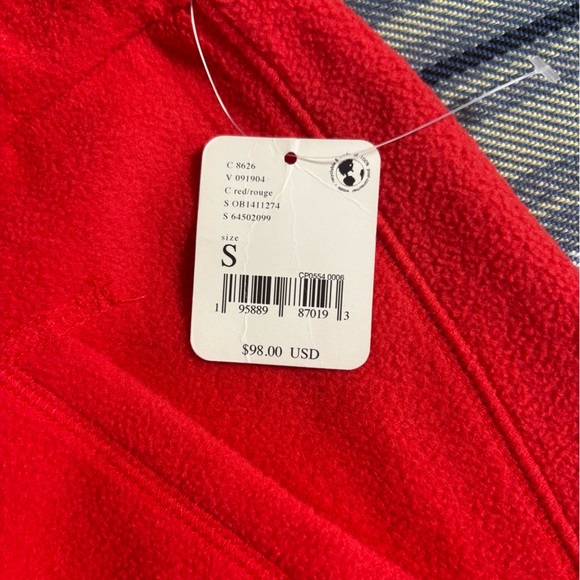 C 8626
V 091904
C red/rouge
S OB1411274
S 64502099
size
S
CP0554 0006
1 95889 87019 3
$98.00 USD